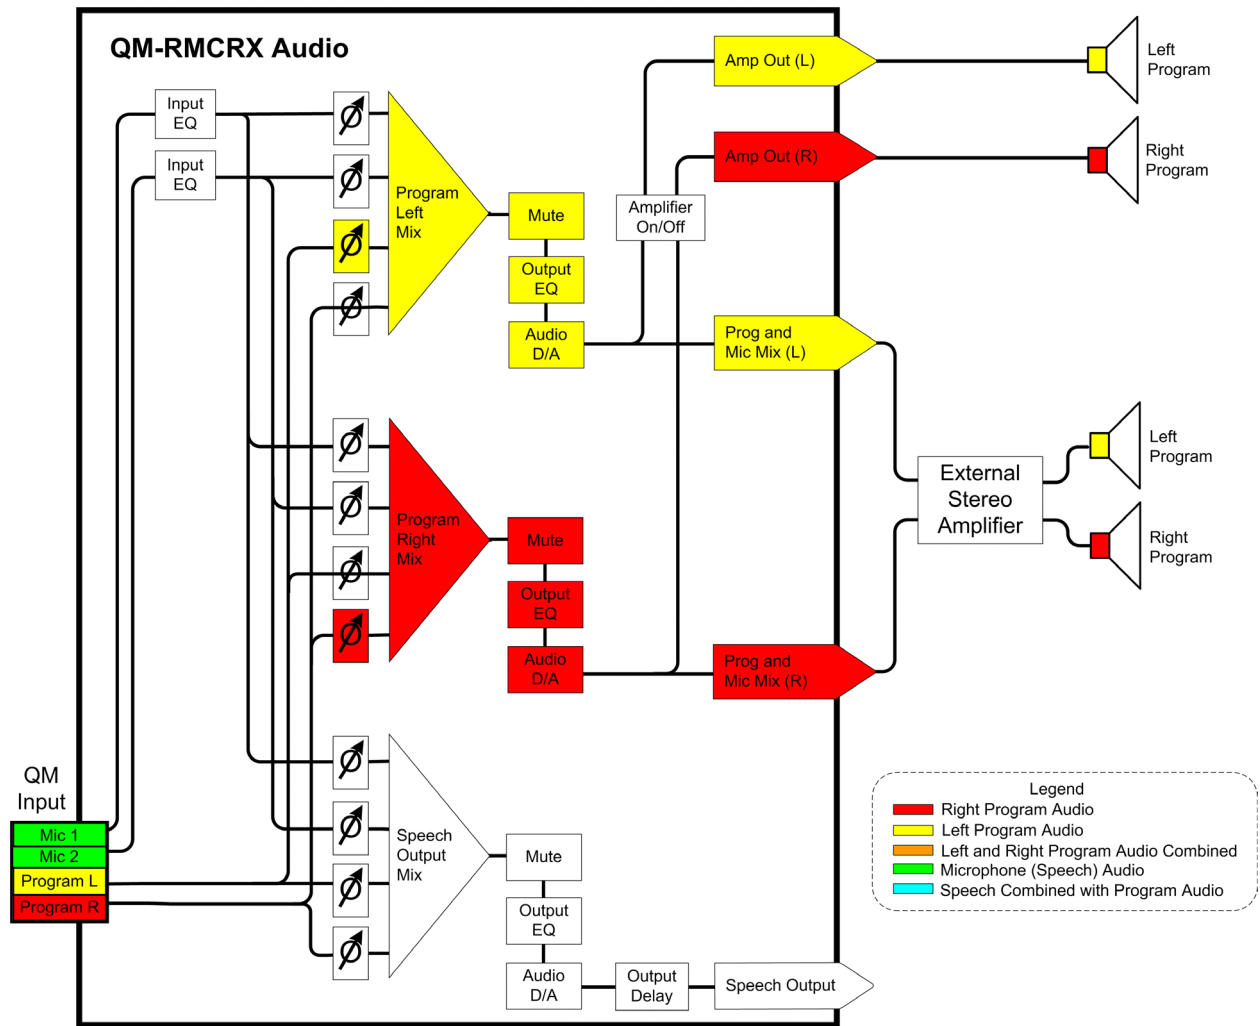 QM-RMCRX Audio
Input
EQ
Input
EQ
Program
Left
Mix
Mute
Output
EQ
Audio
D/A
Amplifier
On/Off
Amp Out (L)
Amp Out (R)
Prog and
Mic Mix (L)
Left
Program
Right
Program
Program
Right
Mix
Mute
Output
EQ
Audio
D/A
Prog and
Mic Mix (R)
External
Stereo
Amplifier
Left
Program
Right
Program
QM
Input
Mic 1
Mic 2
Program L
Program R
Speech
Output
Mix
Mute
Output
EQ
Audio
D/A
Output
Delay
Speech Output
Legend
Right Program Audio
Left Program Audio
Left and Right Program Audio Combined
Microphone (Speech) Audio
Speech Combined with Program Audio